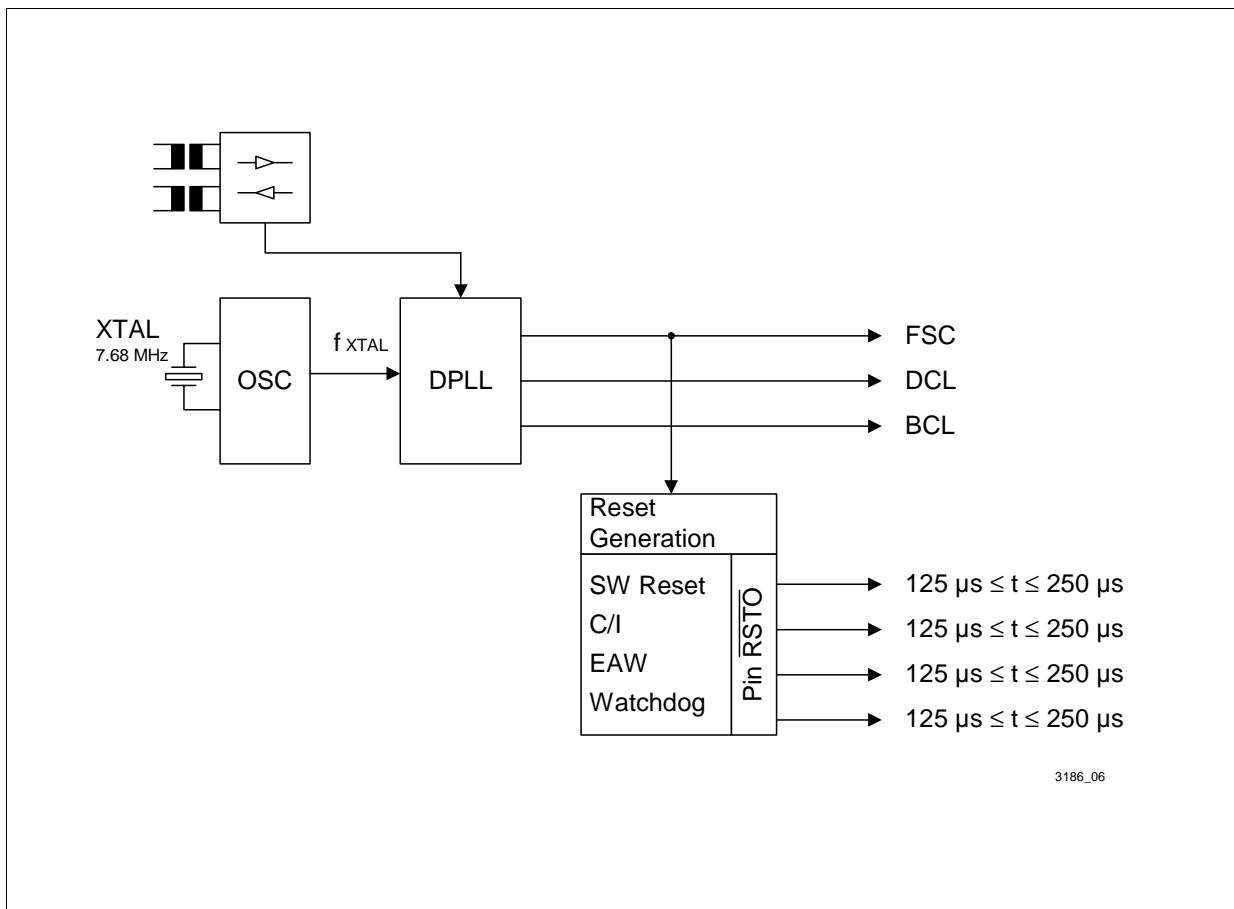 XTAL
7.68 MHz
OSC
f XTAL
DPLL
FSC
DCL
BCL
Reset
Generation
SW Reset
C/I
EAW
Watchdog
Pin R̅S̅T̅O̅
125 µs ≤ t ≤ 250 µs
125 µs ≤ t ≤ 250 µs
125 µs ≤ t ≤ 250 µs
125 µs ≤ t ≤ 250 µs
3186_06